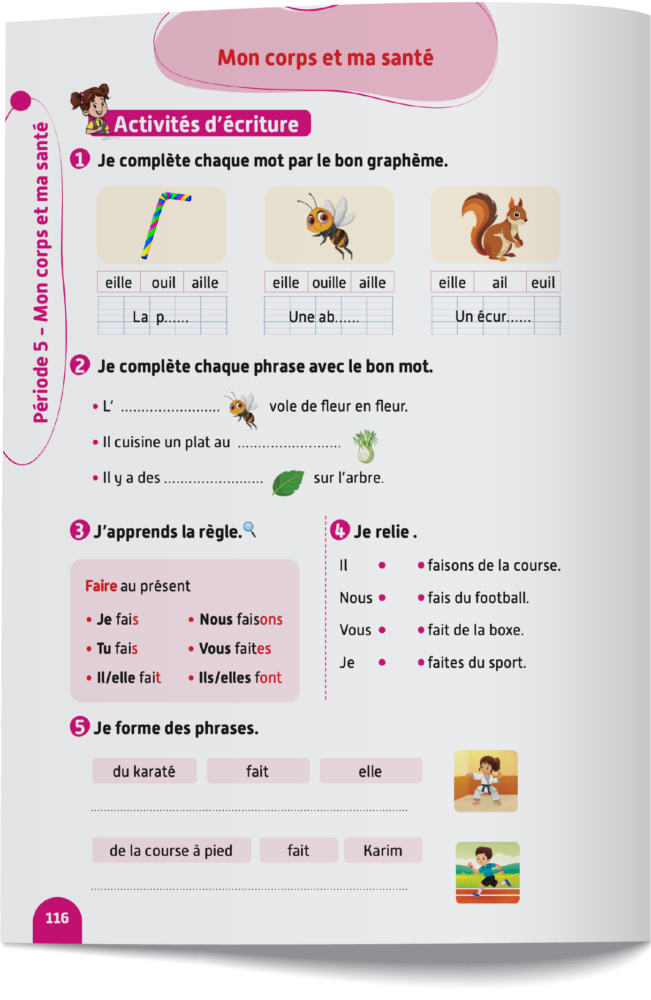 Mon corps et ma santé
Période 5 – Mon corps et ma santé
Activités d'écriture
1 Je complète chaque mot par le bon graphème.
eille ouil aille
eille ouille aille
eille ail euil
La p......
Une ab......
Un écur......
2 Je complète chaque phrase avec le bon mot.
• L' ........................ vole de fleur en fleur.
• Il cuisine un plat au .........................
• Il y a des ........................ sur l'arbre.
3 J'apprends la règle.
Faire au présent
• Je fais • Nous faisons
• Tu fais • Vous faites
• Il/elle fait • Ils/elles font
4 Je relie .
Il • • faisons de la course.
Nous • • fais du football.
Vous • • fait de la boxe.
Je • • faites du sport.
5 Je forme des phrases.
du karaté fait elle
................................................................................
de la course à pied fait Karim
................................................................................
116